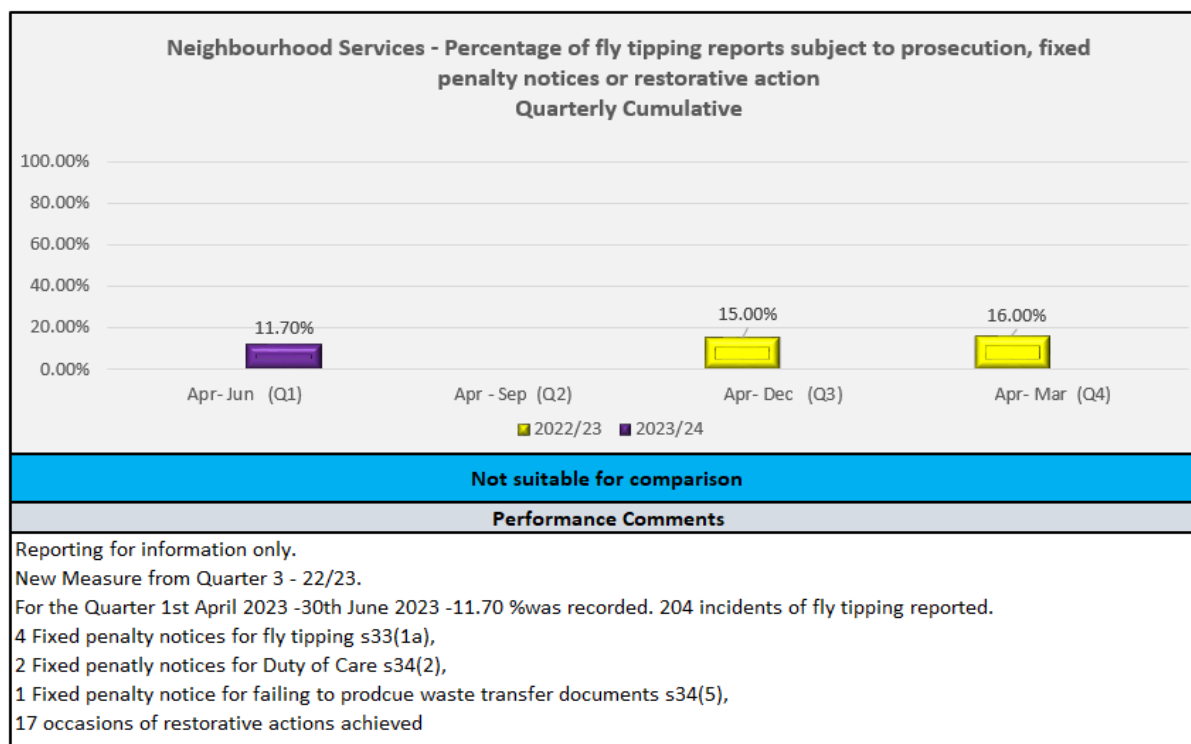 Neighbourhood Services - Percentage of fly tipping reports subject to prosecution, fixed
penalty notices or restorative action
Quarterly Cumulative
100.00%
80.00%
60.00%
40.00%
20.00%
0.00%
11.70%
15.00%
16.00%
Apr- Jun (Q1)
Apr - Sep (Q2)
Apr- Dec (Q3)
Apr- Mar (Q4)
2022/23
2023/24
Not suitable for comparison
Performance Comments
Reporting for information only.
New Measure from Quarter 3 - 22/23.
For the Quarter 1st April 2023 -30th June 2023 -11.70 %was recorded. 204 incidents of fly tipping reported.
4 Fixed penalty notices for fly tipping s33(1a),
2 Fixed penatly notices for Duty of Care s34(2),
1 Fixed penalty notice for failing to prodcue waste transfer documents s34(5),
17 occasions of restorative actions achieved